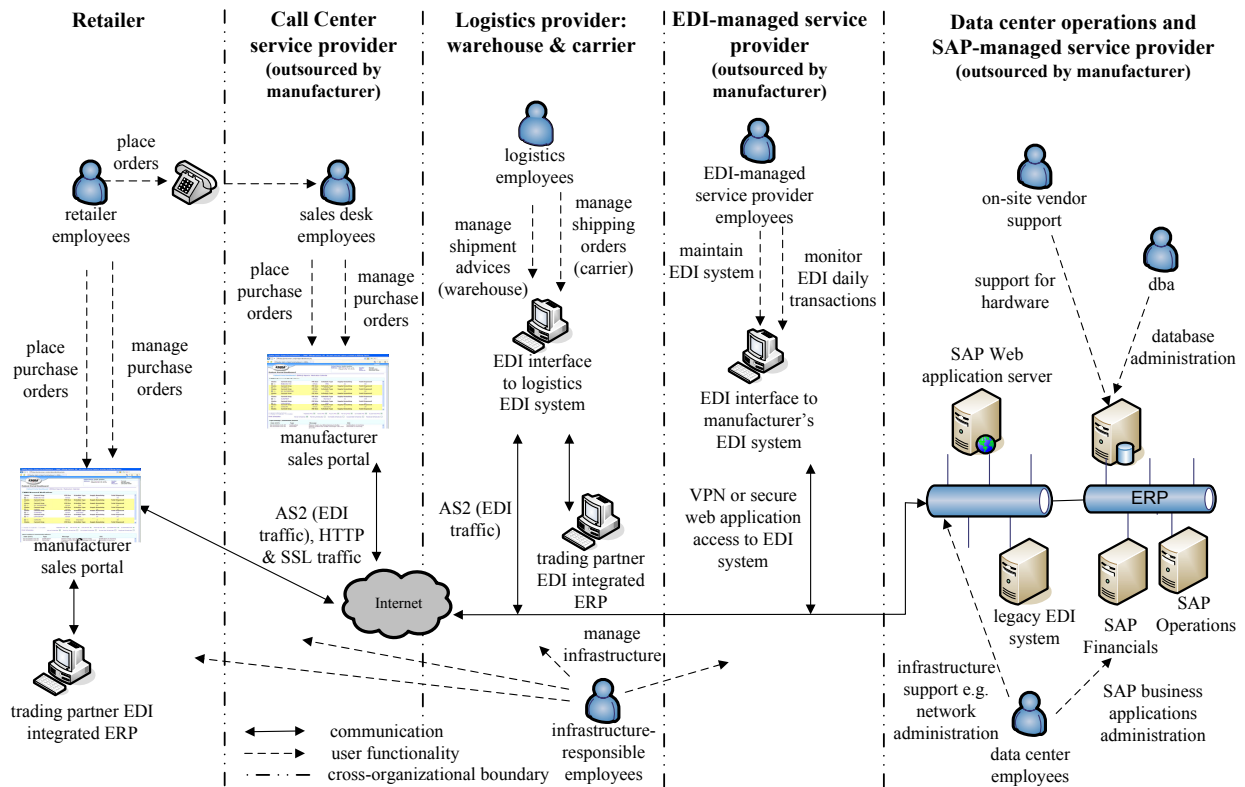 Retailer
Call Center
service provider
(outsourced by
manufacturer)
Logistics provider:
warehouse & carrier
EDI-managed service
provider
(outsourced by
manufacturer)
Data center operations and
SAP-managed service provider
(outsourced by manufacturer)
place
orders
retailer
employees
place
purchase
orders
manage
purchase
orders
manufacturer
sales portal
trading partner EDI
integrated ERP
sales desk
employees
place
purchase
orders
manage
purchase
orders
manufacturer
sales portal
AS2 (EDI
traffic), HTTP
& SSL traffic
Internet
logistics
employees
manage
shipment
advices
(warehouse)
manage
shipping
orders
(carrier)
EDI interface
to logistics
EDI system
AS2 (EDI
traffic)
trading partner
EDI integrated
ERP
manage
infrastructure
infrastructure-
responsible
employees
EDI-managed
service provider
employees
maintain
EDI system
monitor
EDI daily
transactions
EDI interface to
manufacturer's
EDI system
VPN or secure
web application
access to EDI
system
on-site vendor
support
dba
support for
hardware
database
administration
SAP Web
application server
ERP
legacy EDI
system
SAP
Financials
SAP
Operations
infrastructure
support e.g.
network
administration
SAP business
applications
administration
data center
employees
communication
user functionality
cross-organizational boundary